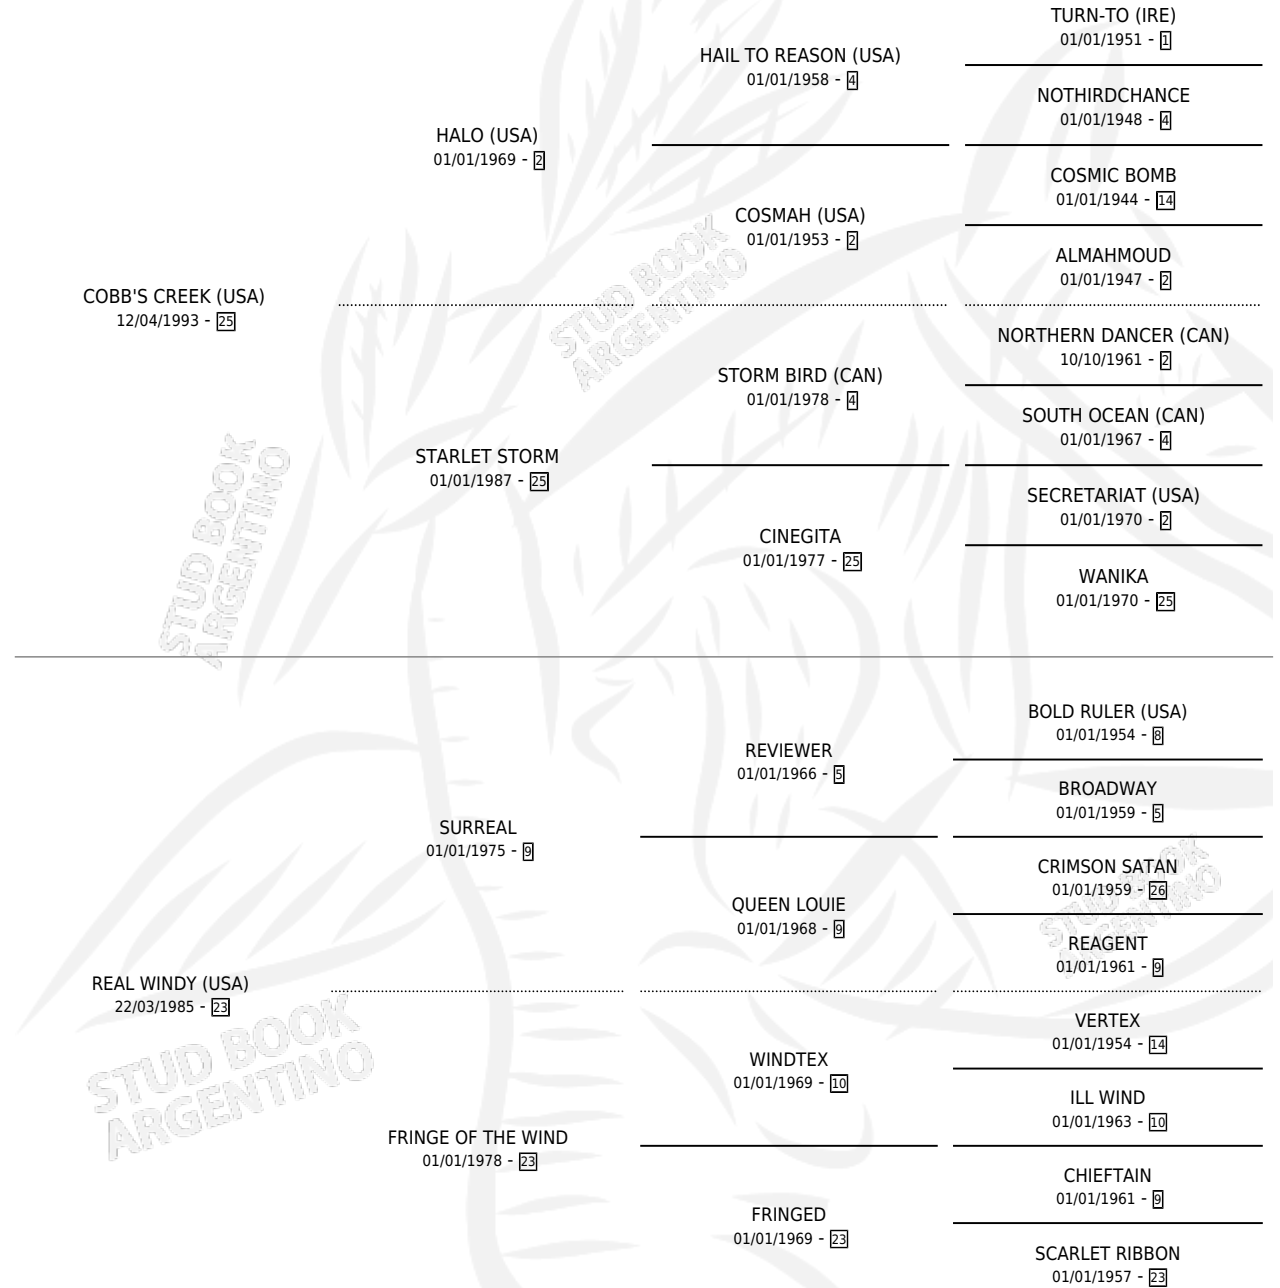 TURN-TO (IRE)
01/01/1951 - 1
HAIL TO REASON (USA)
01/01/1958 - 4
NOTHIRDCHANCE
01/01/1948 - 4
HALO (USA)
01/01/1969 - 2
COSMIC BOMB
01/01/1944 - 14
COSMAH (USA)
01/01/1953 - 2
ALMAHMOUD
01/01/1947 - 2
COBB'S CREEK (USA)
12/04/1993 - 25
STUD BOOK
ARGENTINO
NORTHERN DANCER (CAN)
10/10/1961 - 2
STORM BIRD (CAN)
01/01/1978 - 4
SOUTH OCEAN (CAN)
01/01/1967 - 4
STARLET STORM
01/01/1987 - 25
SECRETARIAT (USA)
01/01/1970 - 2
CINEGITA
01/01/1977 - 25
WANIKA
01/01/1970 - 25
STUD BOOK
ARGENTINO
BOLD RULER (USA)
01/01/1954 - 8
REVIEWER
01/01/1966 - 5
BROADWAY
01/01/1959 - 5
SURREAL
01/01/1975 - 9
CRIMSON SATAN
01/01/1959 - 26
QUEEN LOUIE
01/01/1968 - 9
STUD BOOK
ARGENTINO
REAGENT
01/01/1961 - 9
REAL WINDY (USA)
22/03/1985 - 23
VERTEX
01/01/1954 - 14
STUD BOOK
ARGENTINO
WINDTEX
01/01/1969 - 10
ILL WIND
01/01/1963 - 10
FRINGE OF THE WIND
01/01/1978 - 23
CHIEFTAIN
01/01/1961 - 9
FRINGED
01/01/1969 - 23
SCARLET RIBBON
01/01/1957 - 23